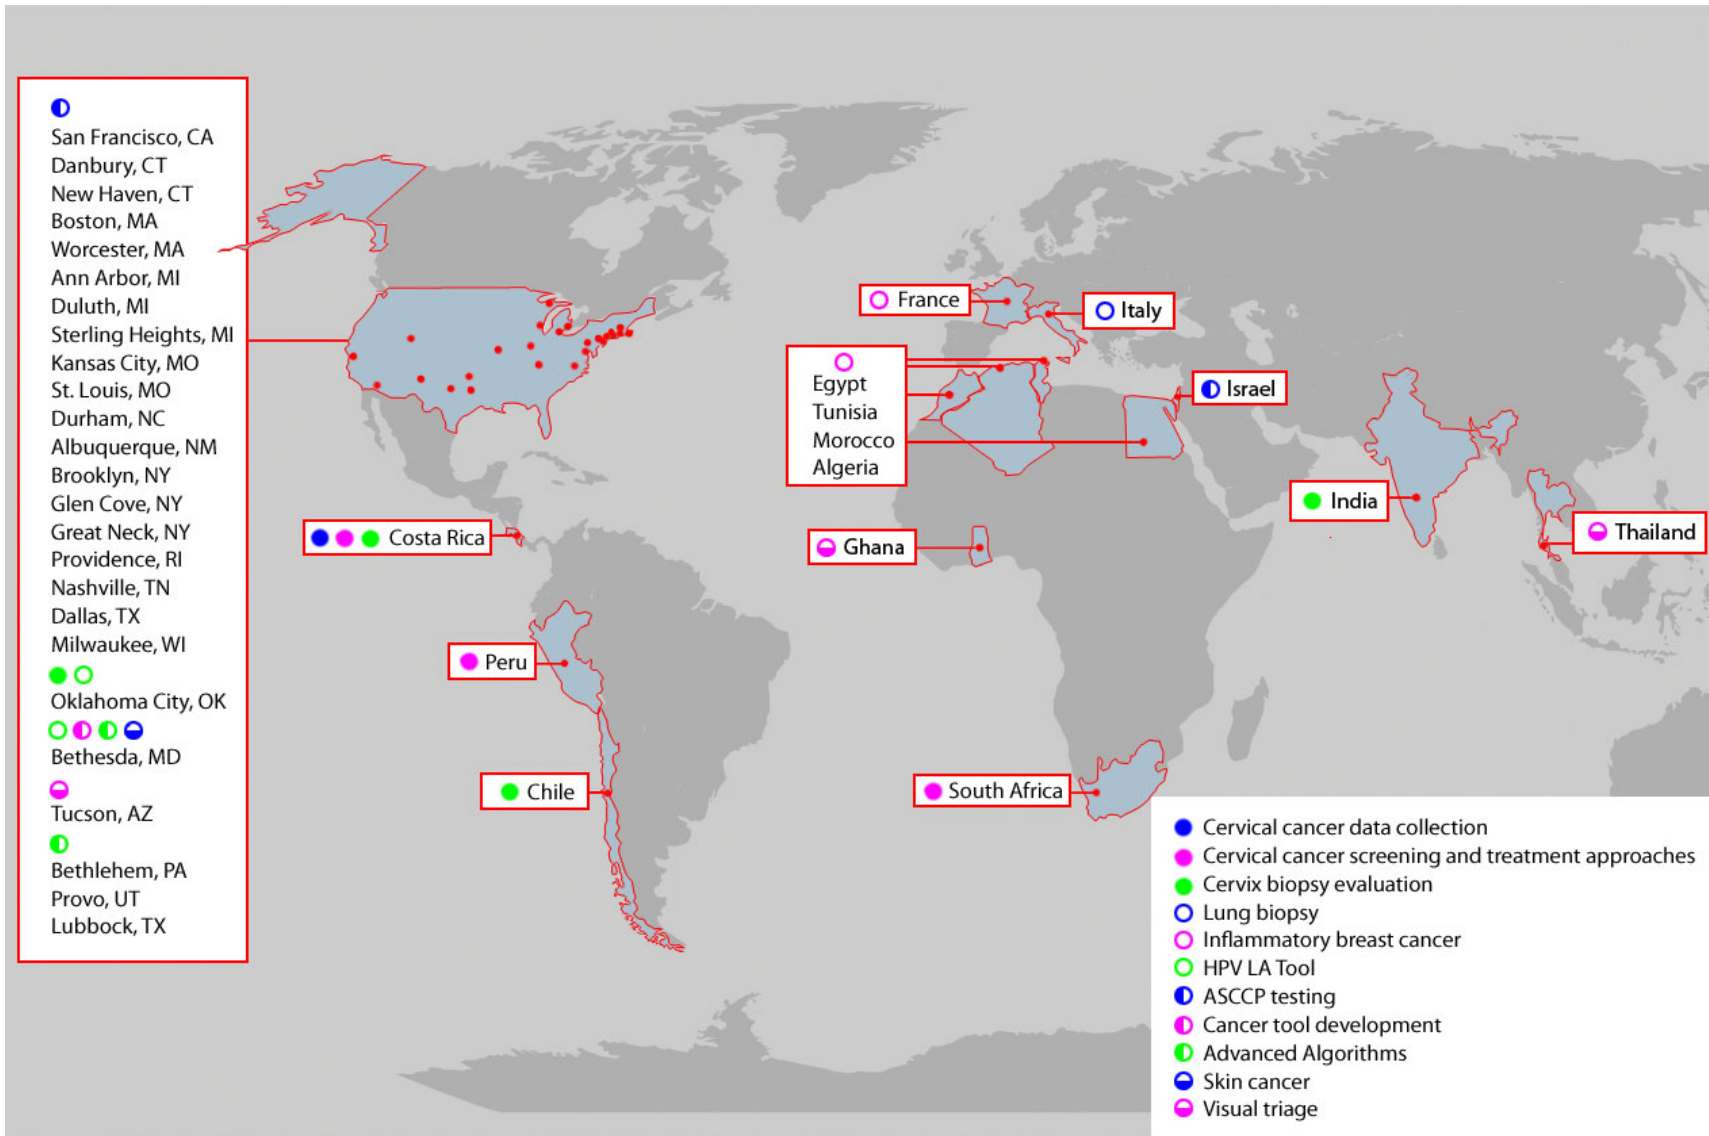 San Francisco, CA
Danbury, CT
New Haven, CT
Boston, MA
Worcester, MA
Ann Arbor, MI
Duluth, MI
Sterling Heights, MI
Kansas City, MO
St. Louis, MO
Durham, NC
Albuquerque, NM
Brooklyn, NY
Glen Cove, NY
Great Neck, NY
Providence, RI
Nashville, TN
Dallas, TX
Milwaukee, WI
Oklahoma City, OK
Bethesda, MD
Tucson, AZ
Bethlehem, PA
Provo, UT
Lubbock, TX
Costa Rica
Peru
Chile
France
Italy
Egypt
Tunisia
Morocco
Algeria
Israel
Ghana
India
Thailand
South Africa
Cervical cancer data collection
Cervical cancer screening and treatment approaches
Cervix biopsy evaluation
Lung biopsy
Inflammatory breast cancer
HPV LA Tool
ASCCP testing
Cancer tool development
Advanced Algorithms
Skin cancer
Visual triage